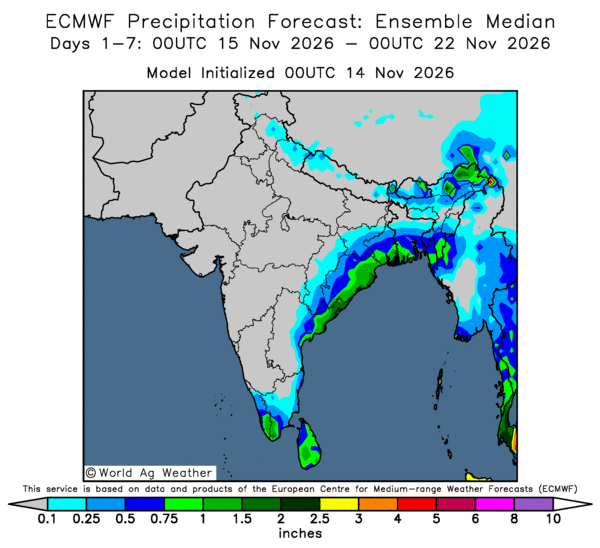 ECMWF Precipitation Forecast: Ensemble Median
Days 1-7: 00UTC 15 Nov 2026 - 00UTC 22 Nov 2026
Model Initialized 00UTC 14 Nov 2026
© World Ag Weather
This service is based on data and products of the European Centre for Medium-range Weather Forecasts (ECMWF)
0.1 0.25 0.5 0.75 1 1.5 2 2.5 3 4 5 6 8 10
inches